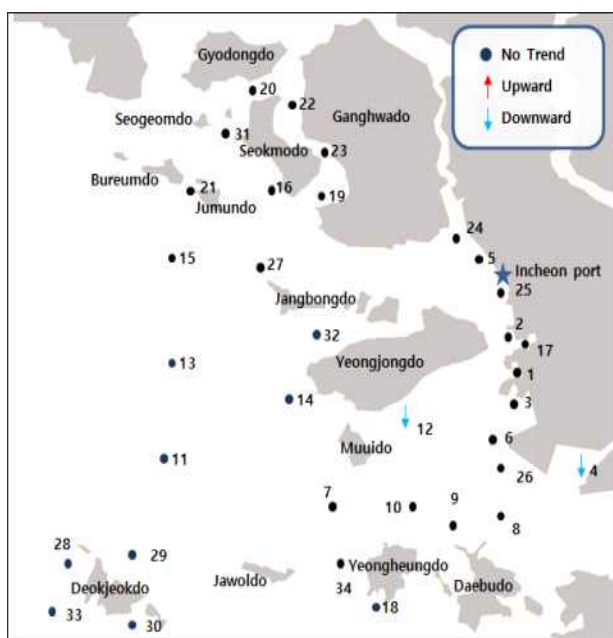 Gyodongdo
No Trend
Upward
Downward
20
22
Seogeomdo
31
Ganghwado
Seokmodo
23
Bureumdo
21
16
19
Jumundo
24
15
27
5
Incheon port
25
Jangbongdo
32
2
17
13
Yeongjongdo
1
14
3
12
6
Muuido
11
26
4
7
10
9
8
28
29
Deokjeokdo
Jawoldo
34
Yeongheungdo
Daebudo
33
30
18